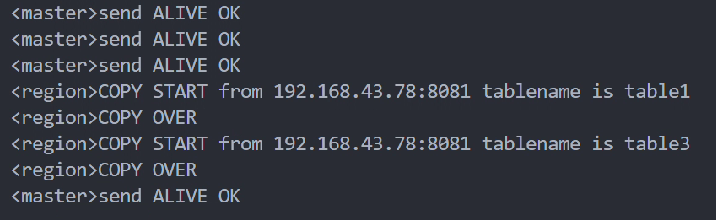 <master>send ALIVE OK
<master>send ALIVE OK
<master>send ALIVE OK
<region>COPY START from 192.168.43.78:8081 tablename is table1
<region>COPY OVER
<region>COPY START from 192.168.43.78:8081 tablename is table3
<region>COPY OVER
<master>send ALIVE OK